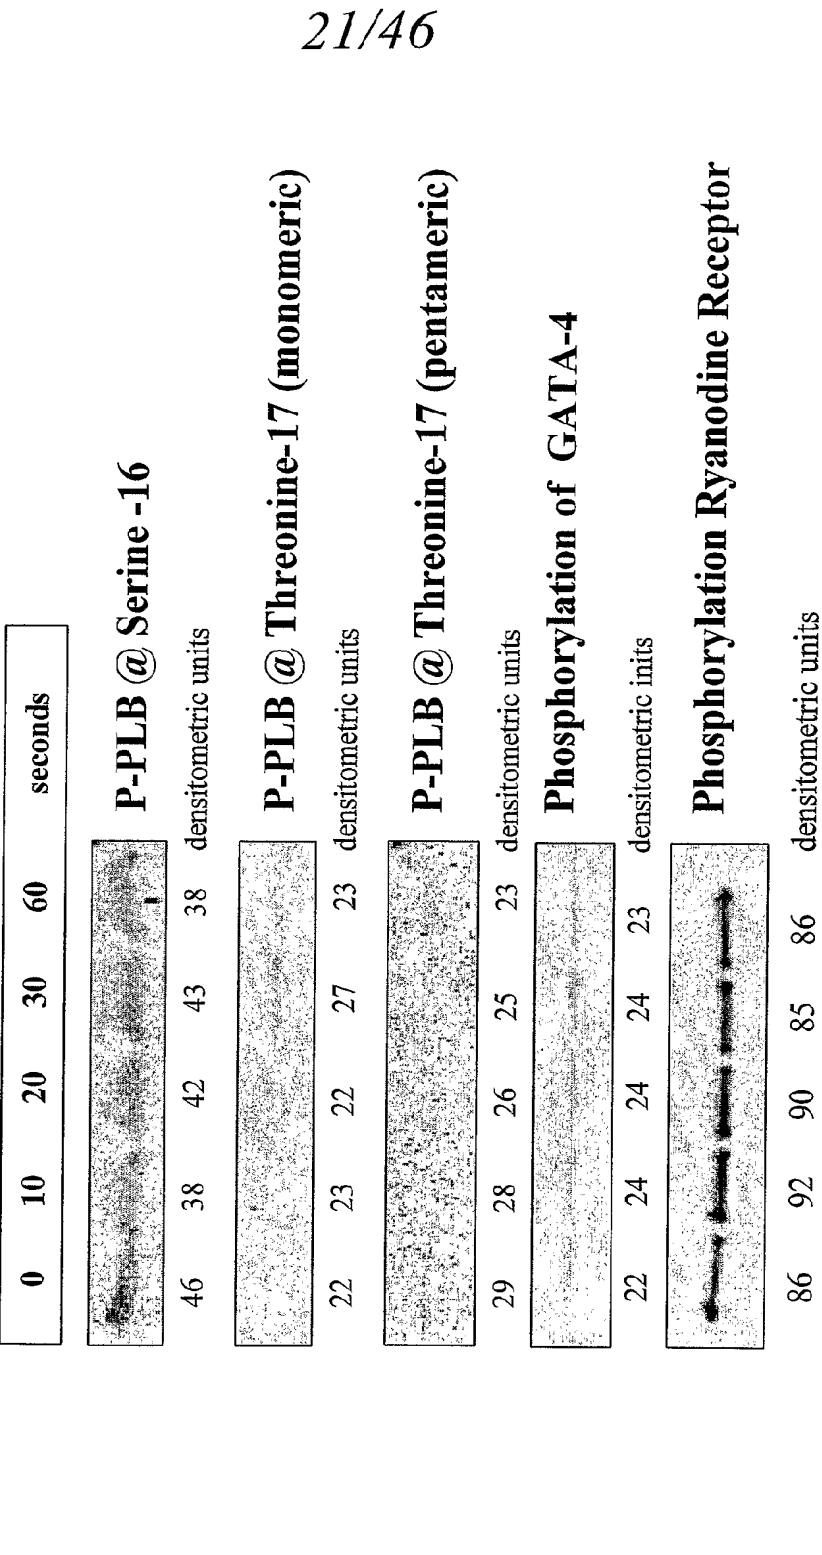 21/46
0 10 20 30 60 seconds
P-PLB @ Serine -16
46 38 42 43 38 densitometric units
P-PLB @ Threonine-17 (monomeric)
22 23 22 27 23 densitometric units
P-PLB @ Threonine-17 (pentameric)
29 28 26 25 23 densitometric units
Phosphorylation of GATA-4
22 24 24 24 23 densitometric inits
Phosphorylation Ryanodine Receptor
86 92 90 85 86 densitometric units